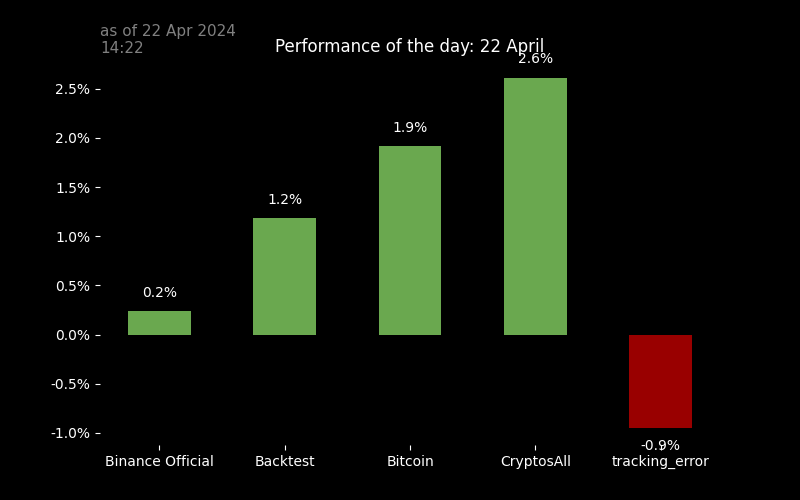 as of 22 Apr 2024
14:22
Performance of the day: 22 April
2.6%
2.5%
2.0%
1.9%
1.5%
1.2%
1.0%
0.5%
0.2%
0.0%
-0.5%
-1.0%
-0.9%
Binance Official
Backtest
Bitcoin
CryptosAll
tracking_error